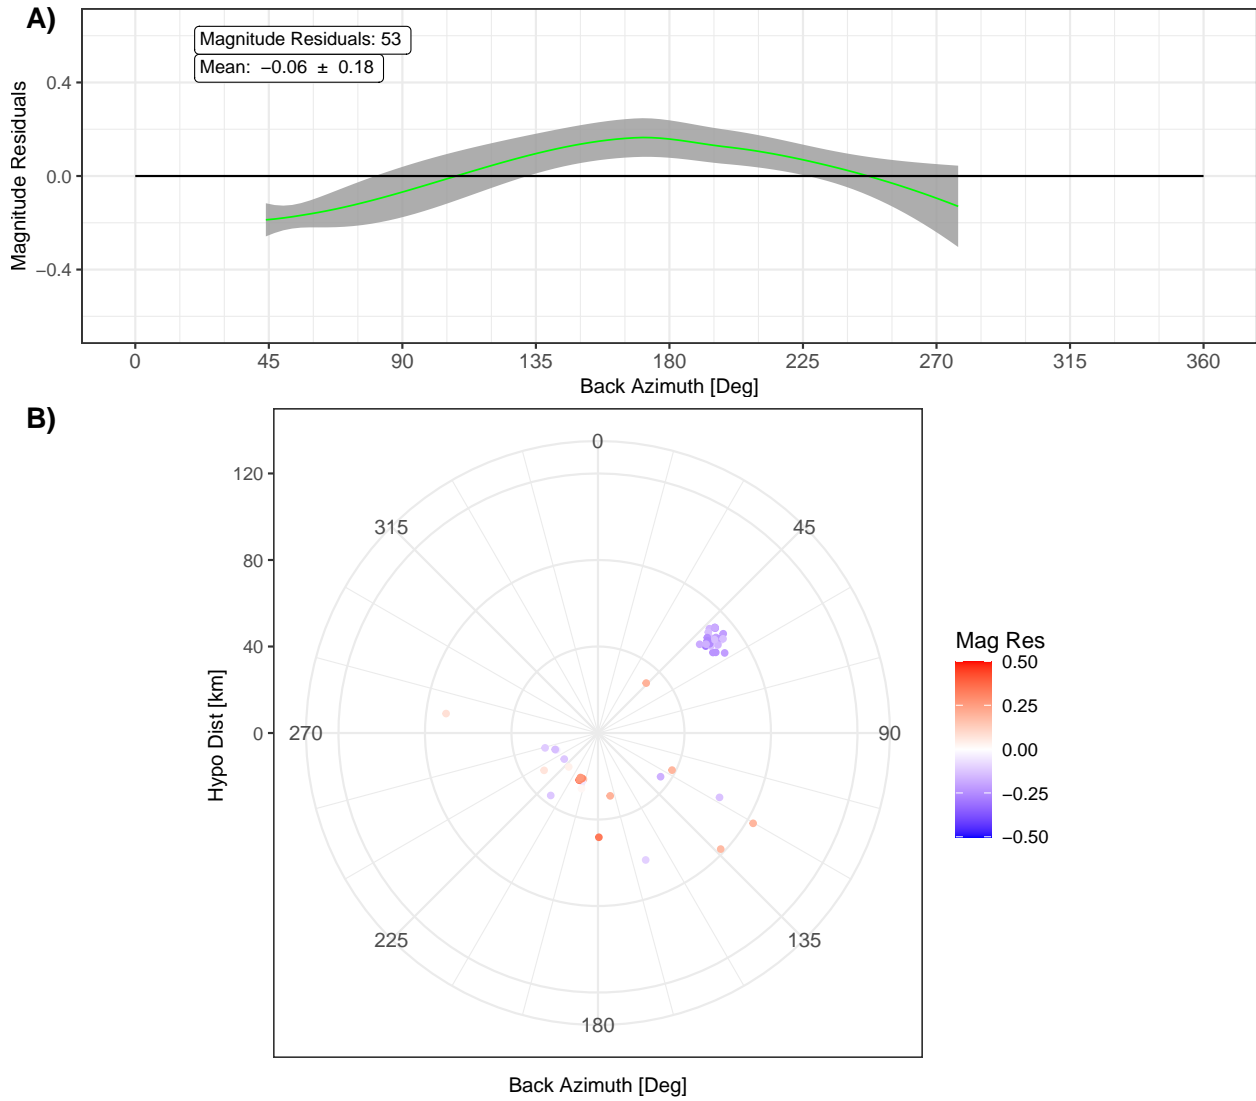 A)
Magnitude Residuals: 53
Mean: −0.06 ± 0.18
Magnitude Residuals
0.4
0.0
−0.4
0 45 90 135 180 225 270 315 360
Back Azimuth [Deg]
B)
Hypo Dist [km]
120
80
40
0
0
45
90
135
180
225
270
315
Back Azimuth [Deg]
Mag Res
0.50
0.25
0.00
−0.25
−0.50